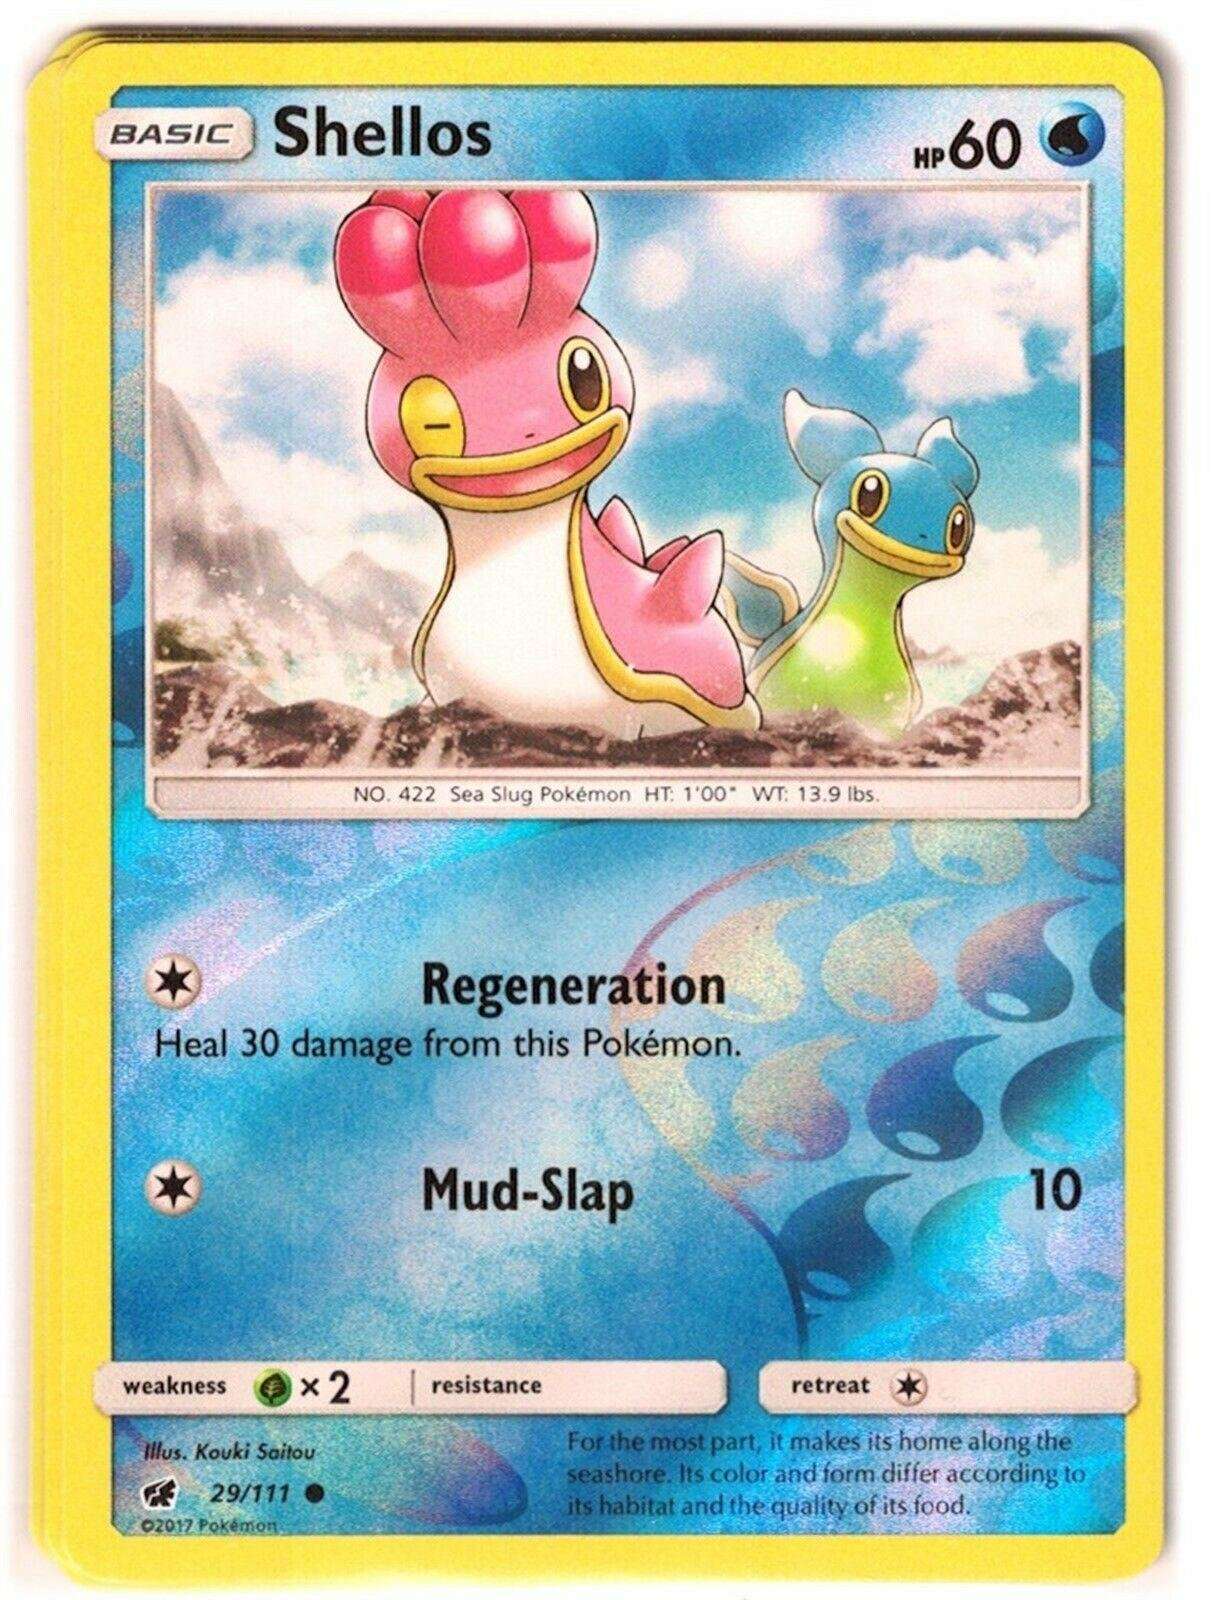 BASIC Shellos HP 60
NO. 422 Sea Slug Pokémon HT: 1'00" WT: 13.9 lbs.
Regeneration
Heal 30 damage from this Pokémon.
Mud-Slap 10
weakness × 2 resistance retreat
Illus. Kouki Saitou
29/111
©2017 Pokémon
For the most part, it makes its home along the
seashore. Its color and form differ according to
its habitat and the quality of its food.